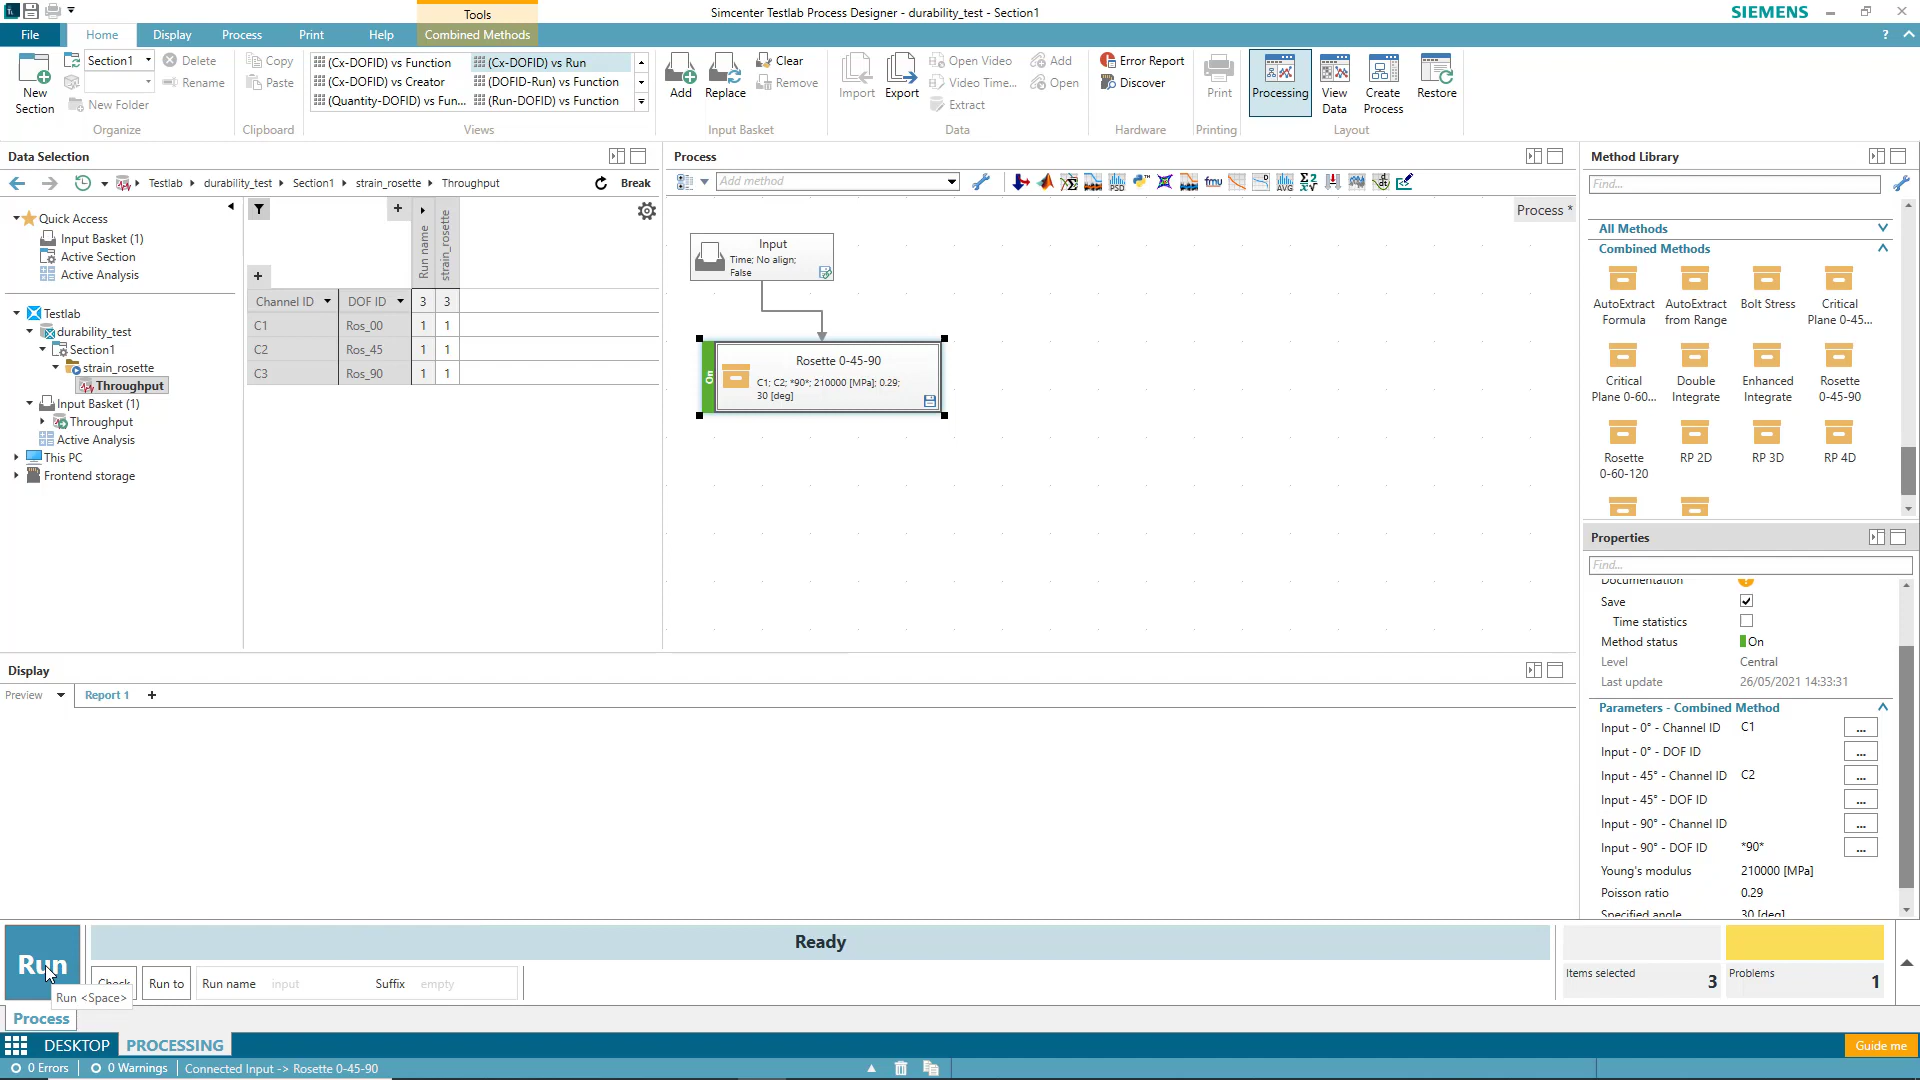 Tools
Simcenter Testlab Process Designer - durability_test - Section1
SIEMENS
File
Home
Display
Process
Print
Help
Combined Methods
New Section
Section1
New Folder
Delete
Rename
Organize
Copy
Paste
Clipboard
(Cx-DOFID) vs Function
(Cx-DOFID) vs Run
(Cx-DOFID) vs Creator
(DOFID-Run) vs Function
(Quantity-DOFID) vs Fun...
(Run-DOFID) vs Function
Views
Add
Replace
Clear
Remove
Input Basket
Import
Export
Open Video
Video Time...
Extract
Add
Open
Data
Error Report
Discover
Hardware
Print
Printing
Processing
View Data
Create Process
Restore
Layout
Data Selection
Testlab
durability_test
Section1
strain_rosette
Throughput
Break
Quick Access
Input Basket (1)
Active Section
Active Analysis
Testlab
durability_test
Section1
strain_rosette
Throughput
Input Basket (1)
Throughput
Active Analysis
This PC
Frontend storage
Run name
strain_rosette
Channel ID
DOF ID
3
3
C1
Ros_00
1
1
C2
Ros_45
1
1
C3
Ros_90
1
1
Process
Add method
PSD
fmu
AVG
Process *
Input
Time; No align;
False
On
Rosette 0-45-90
C1; C2; *90*; 210000 [MPa]; 0.29;
30 [deg]
Method Library
Find...
All Methods
Combined Methods
AutoExtract Formula
AutoExtract from Range
Bolt Stress
Critical Plane 0-45...
Critical Plane 0-60...
Double Integrate
Enhanced Integrate
Rosette 0-45-90
Rosette 0-60-120
RP 2D
RP 3D
RP 4D
Properties
Find...
Documentation
Save
Time statistics
Method status
On
Level
Central
Last update
26/05/2021 14:33:31
Parameters - Combined Method
Input - 0° - Channel ID
C1
...
Input - 0° - DOF ID
...
Input - 45° - Channel ID
C2
...
Input - 45° - DOF ID
...
Input - 90° - Channel ID
...
Input - 90° - DOF ID
*90*
...
Young's modulus
210000 [MPa]
Poisson ratio
0.29
Specified angle
30 [deg]
Display
Preview
Report 1
Run
Ready
Check
Run to
Run name
input
Suffix
empty
Run <Space>
Items selected
3
Problems
1
Process
DESKTOP
PROCESSING
Guide me
0 Errors
0 Warnings
Connected Input -> Rosette 0-45-90